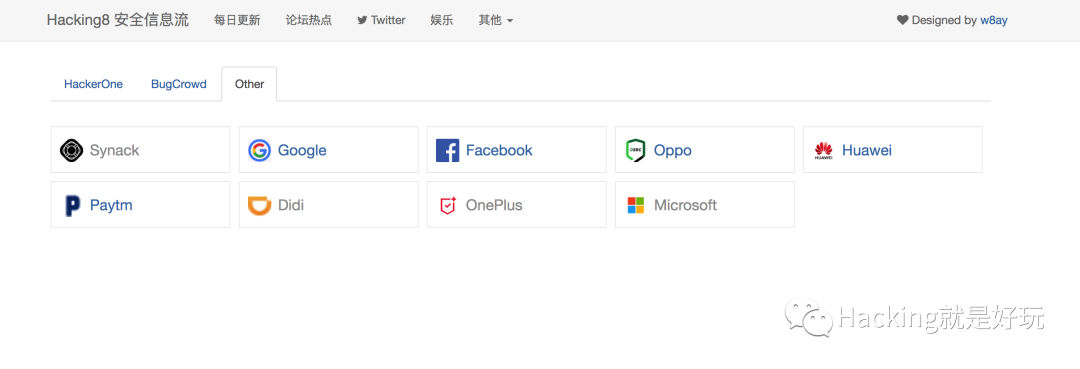 Hacking8 安全信息流 每日更新 论坛热点 Twitter 娱乐 其他 Designed by w8ay
HackerOne BugCrowd Other
Synack Google Facebook OSRC Oppo HUAWEI Huawei
Paytm Didi OnePlus Microsoft
Hacking就是好玩